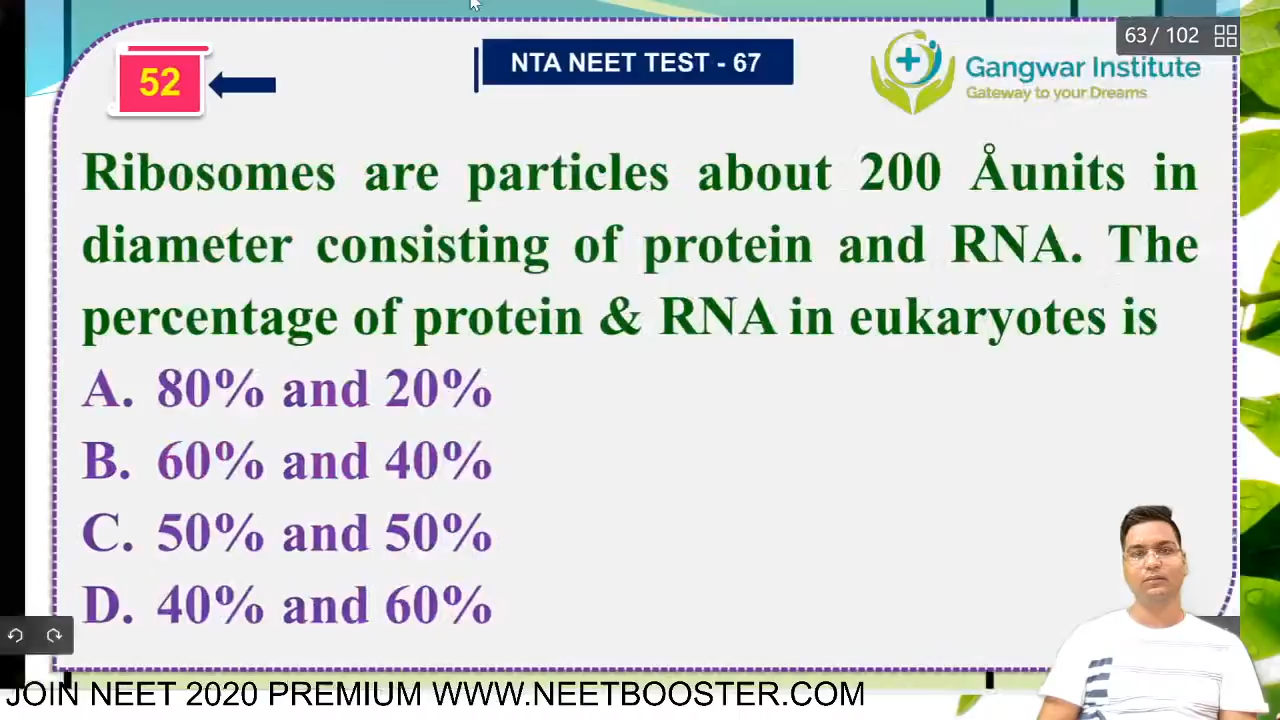 63 / 102
52
NTA NEET TEST - 67
Gangwar Institute
Gateway to your Dreams
Ribosomes are particles about 200 Åunits in
diameter consisting of protein and RNA. The
percentage of protein & RNA in eukaryotes is
A. 80% and 20%
B. 60% and 40%
C. 50% and 50%
D. 40% and 60%
JOIN NEET 2020 PREMIUM WWW.NEETBOOSTER.COM